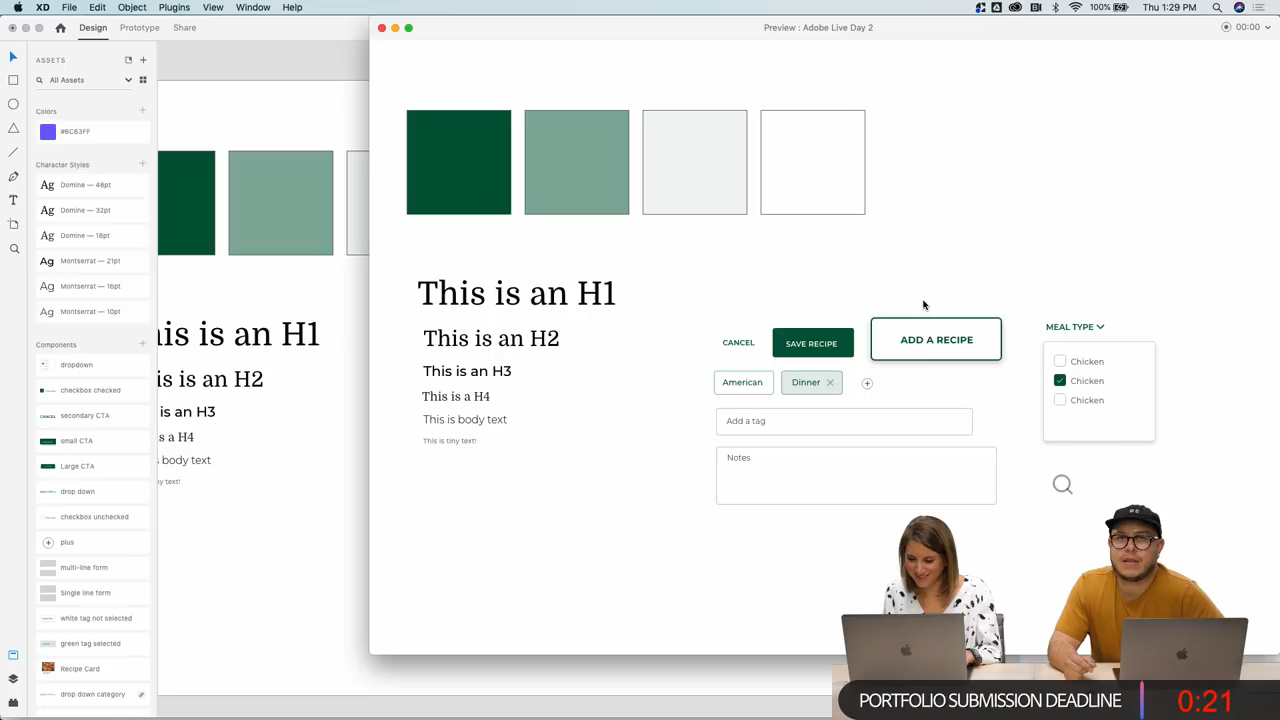 XD File Edit Object Plugins View Window Help
100% Thu 1:29 PM
Design Prototype Share
Preview : Adobe Live Day 2
00:00
ASSETS
All Assets
Colors
#6C63FF
Character Styles
Ag Domine — 48pt
Ag Domine — 32pt
Ag Domine — 18pt
Ag Montserrat — 21pt
Ag Montserrat — 16pt
Ag Montserrat — 10pt
Components
dropdown
checkbox checked
CANCEL secondary CTA
small CTA
Large CTA
drop down
checkbox unchecked
plus
multi-line form
Single line form
white tag not selected
green tag selected
Recipe Card
drop down category
is is an H1
is an H2
is an H3
s a H4
body text
tiny text!
This is an H1
This is an H2
This is an H3
This is a H4
This is body text
This is tiny text!
CANCEL SAVE RECIPE ADD A RECIPE
American Dinner
Add a tag
Notes
MEAL TYPE
Chicken
Chicken
Chicken
PORTFOLIO SUBMISSION DEADLINE 0:21